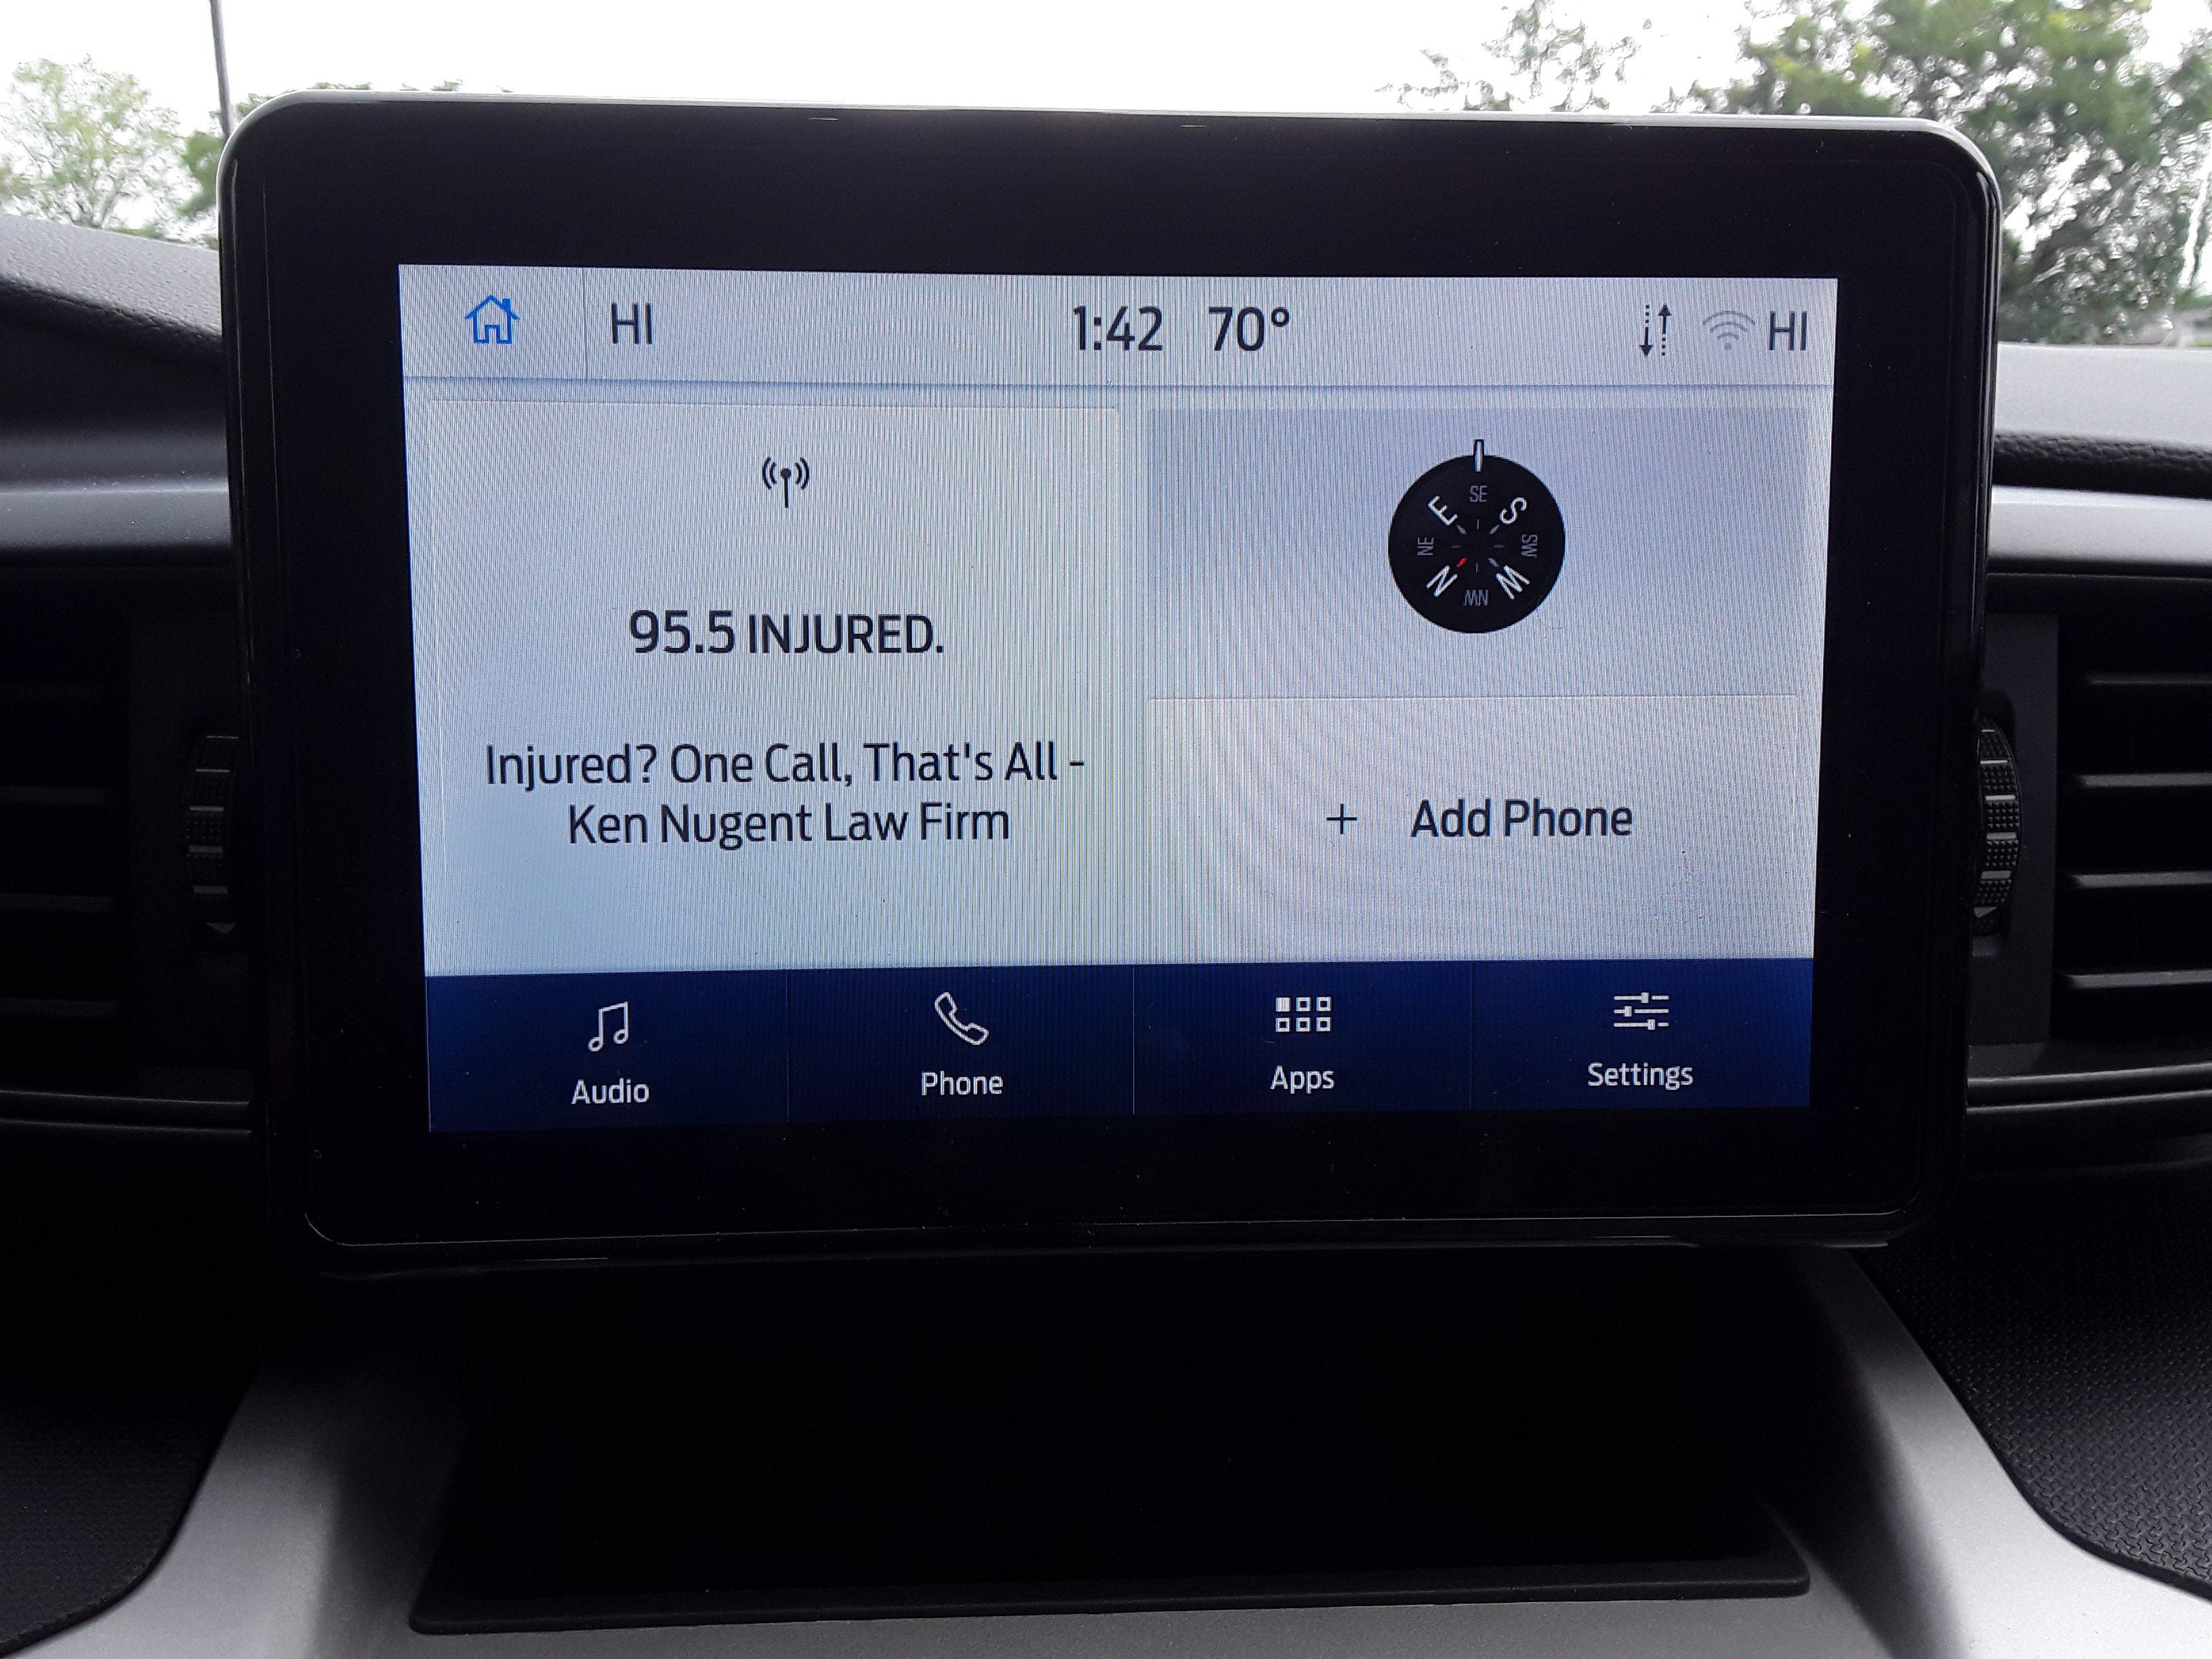 HI 1:42 70° HI
95.5 INJURED.
Injured? One Call, That's All -
Ken Nugent Law Firm
SE
E S
NE SW
N W
NW
+ Add Phone
Audio Phone Apps Settings